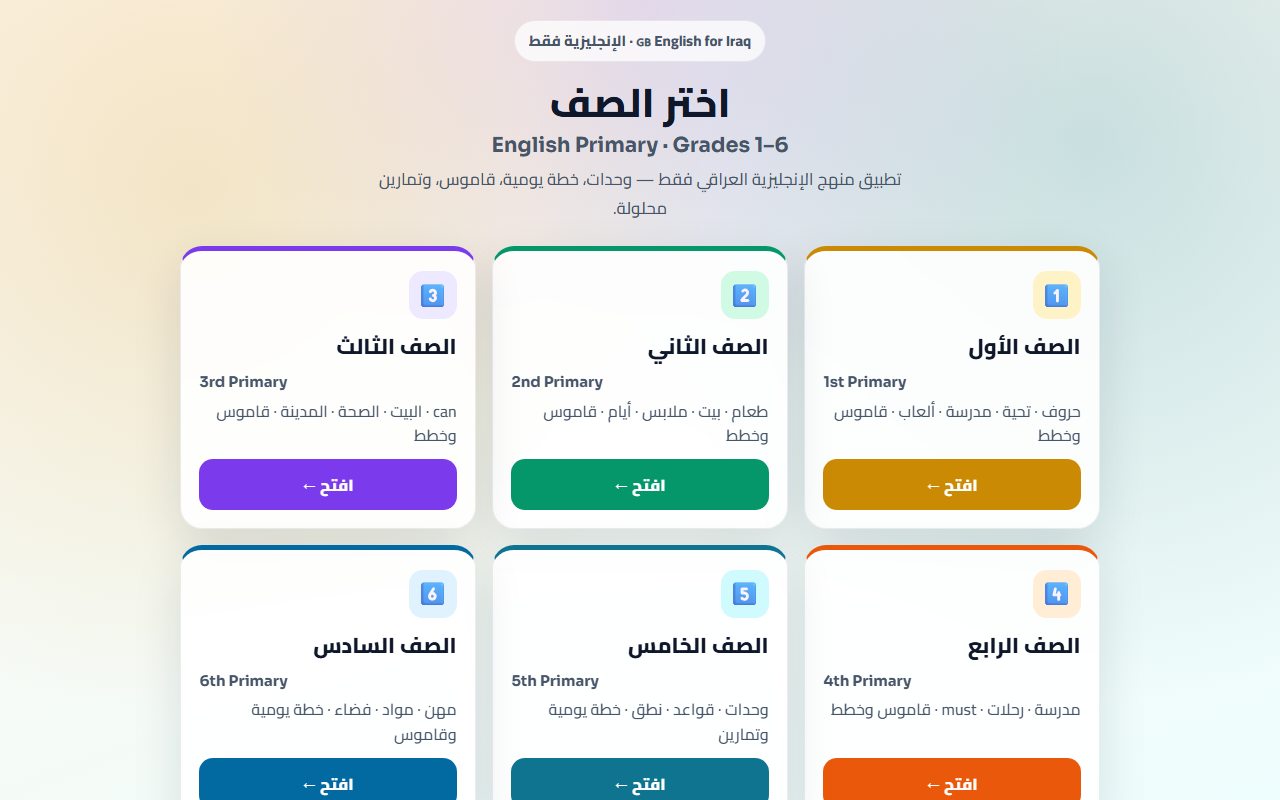 GB English for Iraq · الإنجليزية فقط
اختر الصف
English Primary · Grades 1–6
تطبيق منهج الإنجليزية العراقي فقط — وحدات، خطة يومية، قاموس، وتمارين
محلولة.
1
الصف الأول
1st Primary
حروف · تحية · مدرسة · ألعاب · قاموس
وخطط
افتح ←
2
الصف الثاني
2nd Primary
طعام · بيت · ملابس · أيام · قاموس
وخطط
افتح ←
3
الصف الثالث
3rd Primary
can · البيت · الصحة · المدينة · قاموس
وخطط
افتح ←
4
الصف الرابع
4th Primary
مدرسة · رحلات · must · قاموس وخطط
افتح ←
5
الصف الخامس
5th Primary
وحدات · قواعد · نطق · خطة يومية
وتمارين
افتح ←
6
الصف السادس
6th Primary
مهن · مواد · فضاء · خطة يومية
وقاموس
افتح ←